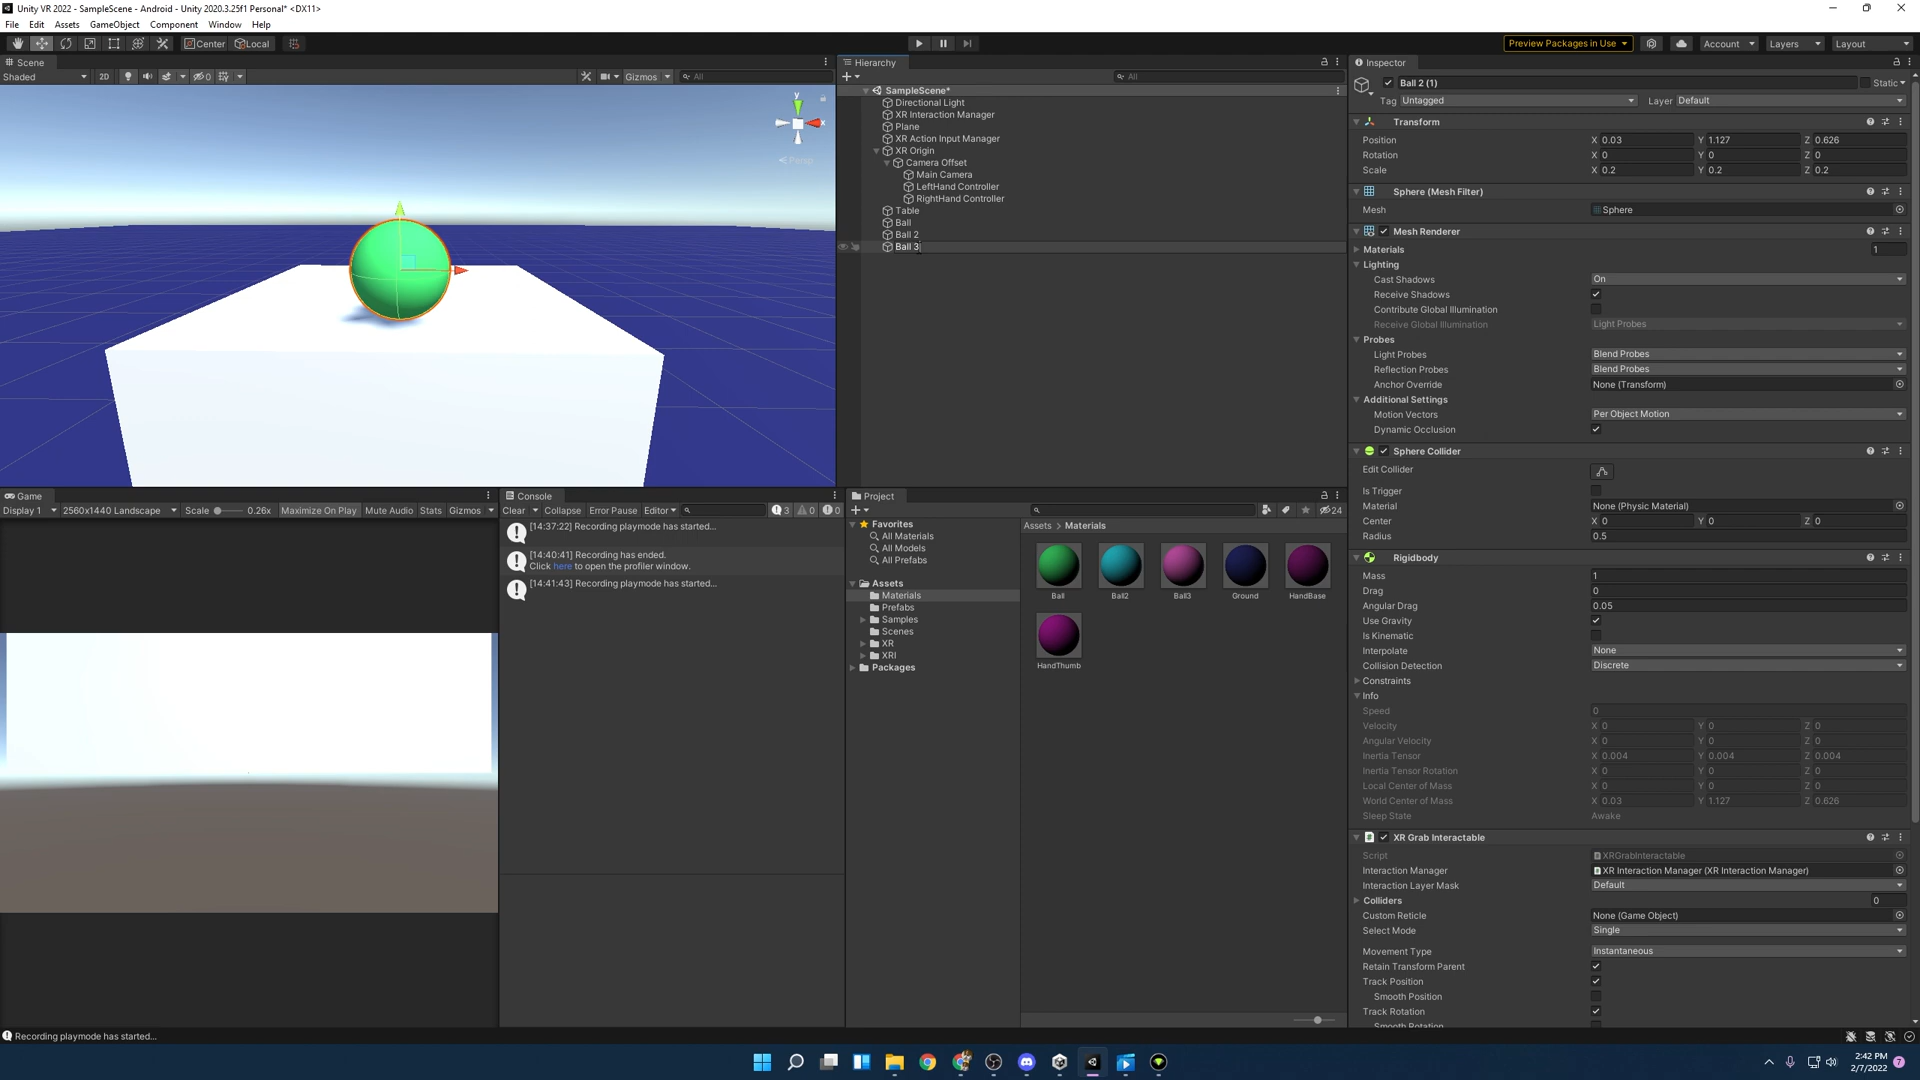 Unity VR 2022 - SampleScene - Android - Unity 2020.3.25f1 Personal* <DX11>
File Edit Assets GameObject Component Window Help
Center Local Preview Packages in Use Account Layers Layout
Scene
Shaded 2D 0 Gizmos All
y
x
Persp
Hierarchy
All
SampleScene*
Directional Light
XR Interaction Manager
Plane
XR Action Input Manager
XR Origin
Camera Offset
Main Camera
LeftHand Controller
RightHand Controller
Table
Ball
Ball 2
Ball 3
Game
Display 1 2560x1440 Landscape Scale 0.26x Maximize On Play Mute Audio Stats Gizmos
Console
Clear Collapse Error Pause Editor 3 0 0
[14:37:22] Recording playmode has started...
[14:40:41] Recording has ended.
Click here to open the profiler window.
[14:41:43] Recording playmode has started...
Project
24
Favorites
All Materials
All Models
All Prefabs
Assets
Materials
Prefabs
Samples
Scenes
XR
XRI
Packages
Assets > Materials
Ball Ball2 Ball3 Ground HandBase
HandThumb
Inspector
Ball 2 (1) Static
Tag Untagged Layer Default
Transform
Position X 0.03 Y 1.127 Z 0.626
Rotation X 0 Y 0 Z 0
Scale X 0.2 Y 0.2 Z 0.2
Sphere (Mesh Filter)
Mesh Sphere
Mesh Renderer
Materials 1
Lighting
Cast Shadows On
Receive Shadows
Contribute Global Illumination
Receive Global Illumination Light Probes
Probes
Light Probes Blend Probes
Reflection Probes Blend Probes
Anchor Override None (Transform)
Additional Settings
Motion Vectors Per Object Motion
Dynamic Occlusion
Sphere Collider
Edit Collider
Is Trigger
Material None (Physic Material)
Center X 0 Y 0 Z 0
Radius 0.5
Rigidbody
Mass 1
Drag 0
Angular Drag 0.05
Use Gravity
Is Kinematic
Interpolate None
Collision Detection Discrete
Constraints
Info
Speed 0
Velocity X 0 Y 0 Z 0
Angular Velocity X 0 Y 0 Z 0
Inertia Tensor X 0.004 Y 0.004 Z 0.004
Inertia Tensor Rotation X 0 Y 0 Z 0
Local Center of Mass X 0 Y 0 Z 0
World Center of Mass X 0.03 Y 1.127 Z 0.626
Sleep State Awake
XR Grab Interactable
Script XRGrabInteractable
Interaction Manager XR Interaction Manager (XR Interaction Manager)
Interaction Layer Mask Default
Colliders 0
Custom Reticle None (Game Object)
Select Mode Single
Movement Type Instantaneous
Retain Transform Parent
Track Position
Smooth Position
Track Rotation
Smooth Rotation
Recording playmode has started...
2:42 PM
2/7/2022 7